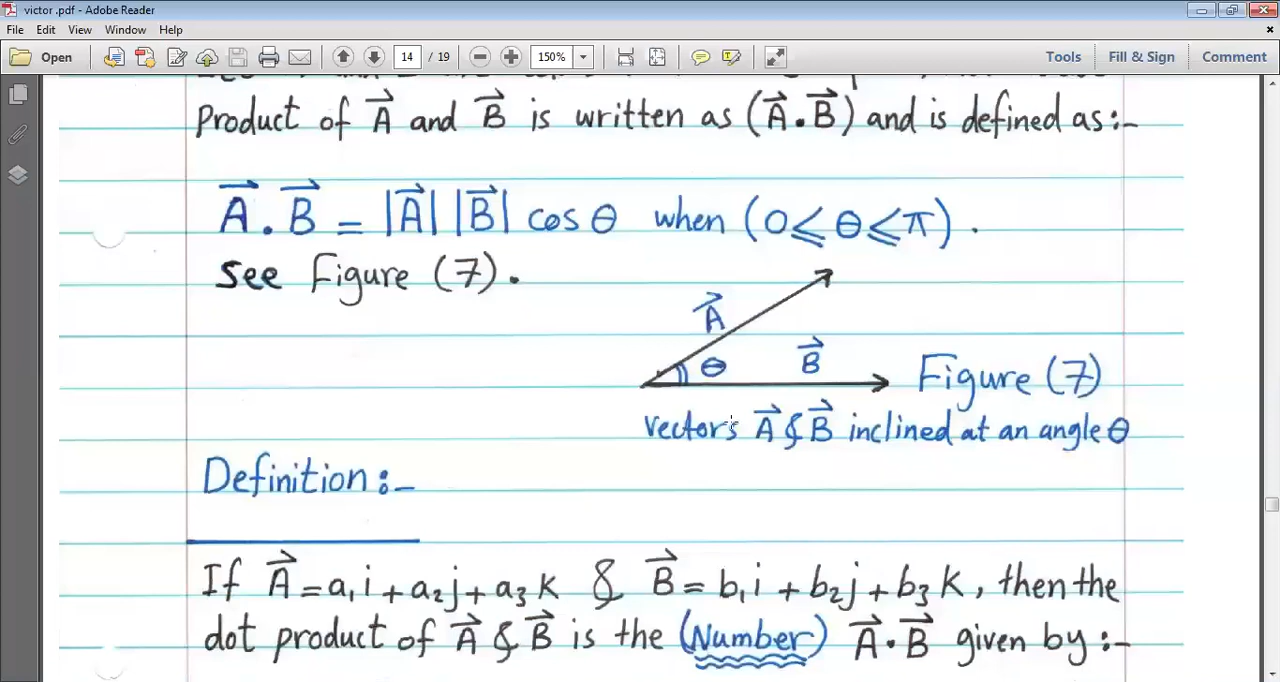 victor .pdf - Adobe Reader
File Edit View Window Help
Open 14 / 19 150% Tools Fill & Sign Comment
Product of A⃗ and B⃗ is written as (A⃗.B⃗) and is defined as:-
A⃗.B⃗ = |A⃗| |B⃗| cos θ when (0≤θ≤π).
see Figure (7).
A⃗
θ B⃗ Figure (7)
vectors A⃗ & B⃗ inclined at an angle θ
Definition:-
If A⃗=a₁i+a₂j+a₃k & B⃗=b₁i+b₂j+b₃k, then the
dot product of A⃗ & B⃗ is the (Number) A⃗.B⃗ given by:-